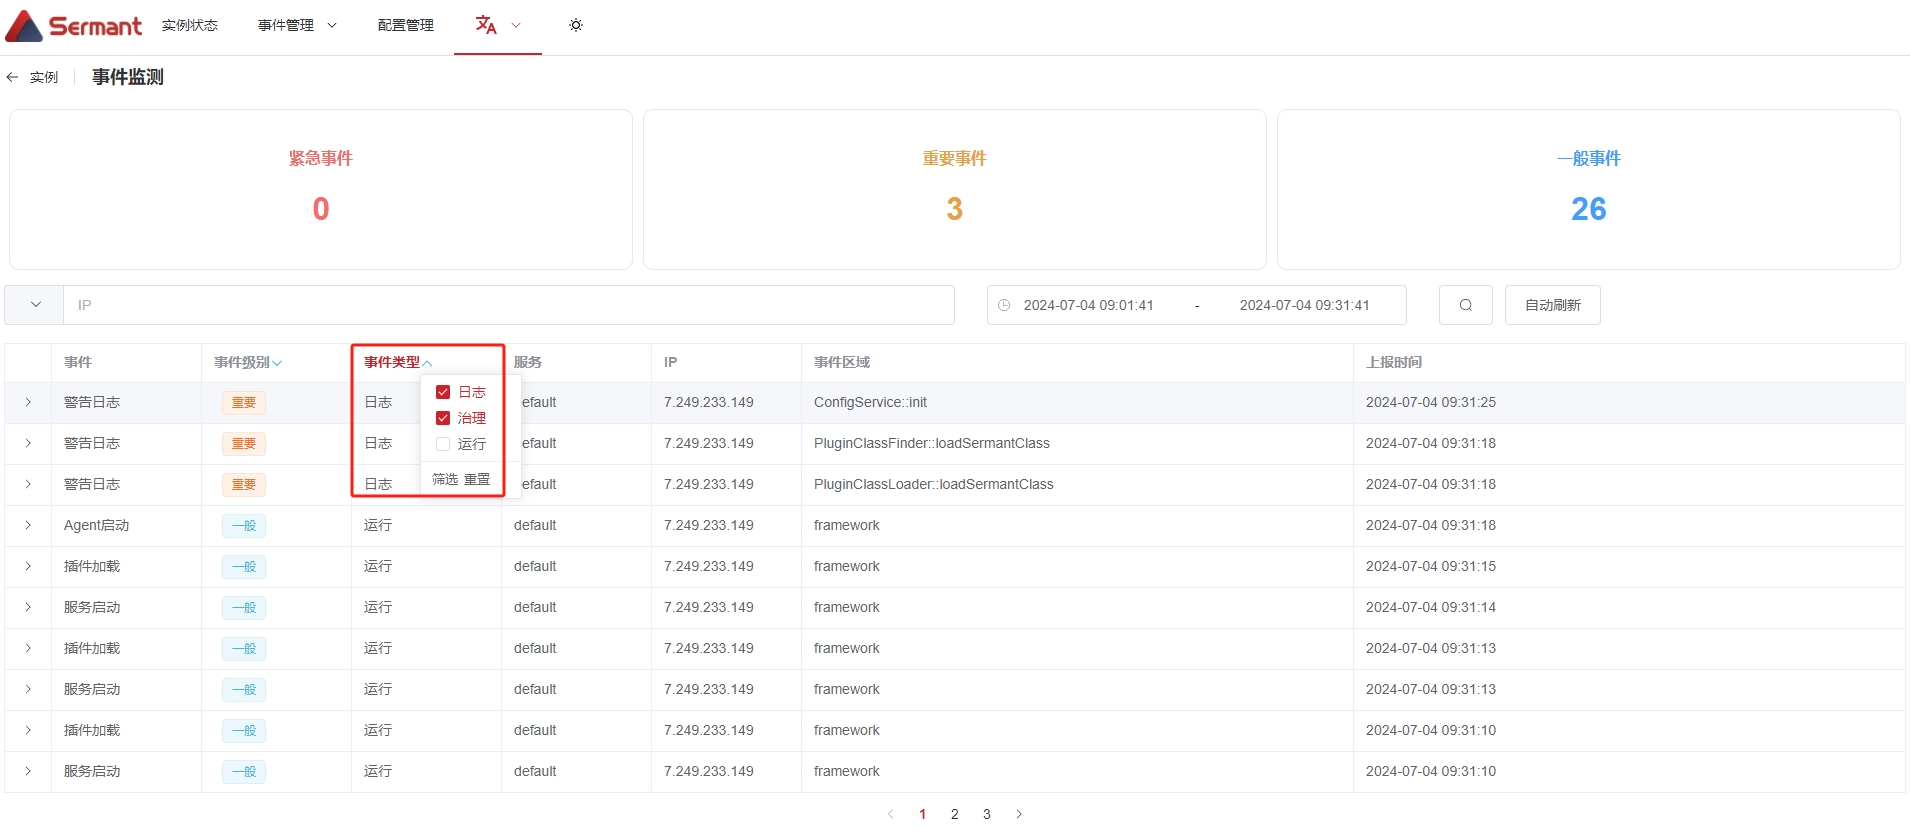 Sermant 实例状态 事件管理 配置管理
实例 事件监测
紧急事件 重要事件 一般事件
0 3 26
IP 2024-07-04 09:01:41 - 2024-07-04 09:31:41 自动刷新
事件 事件级别 事件类型 服务 IP 事件区域 上报时间
警告日志 重要 日志 efault 7.249.233.149 ConfigService::init 2024-07-04 09:31:25
警告日志 重要 日志 efault 7.249.233.149 PluginClassFinder::loadSermantClass 2024-07-04 09:31:18
警告日志 重要 日志 efault 7.249.233.149 PluginClassLoader::loadSermantClass 2024-07-04 09:31:18
日志
治理
运行
筛选 重置
Agent启动 一般 运行 default 7.249.233.149 framework 2024-07-04 09:31:18
插件加载 一般 运行 default 7.249.233.149 framework 2024-07-04 09:31:15
服务启动 一般 运行 default 7.249.233.149 framework 2024-07-04 09:31:14
插件加载 一般 运行 default 7.249.233.149 framework 2024-07-04 09:31:13
服务启动 一般 运行 default 7.249.233.149 framework 2024-07-04 09:31:13
插件加载 一般 运行 default 7.249.233.149 framework 2024-07-04 09:31:10
服务启动 一般 运行 default 7.249.233.149 framework 2024-07-04 09:31:10
1 2 3